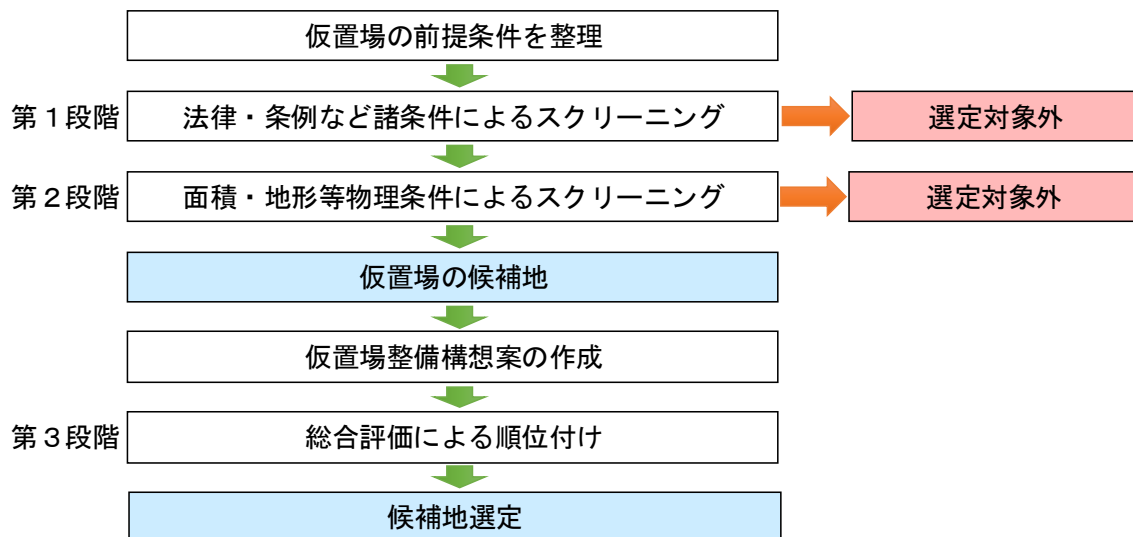 仮置場の前提条件を整理
第１段階
法律・条例など諸条件によるスクリーニング
選定対象外
第２段階
面積・地形等物理条件によるスクリーニング
選定対象外
仮置場の候補地
仮置場整備構想案の作成
第３段階
総合評価による順位付け
候補地選定